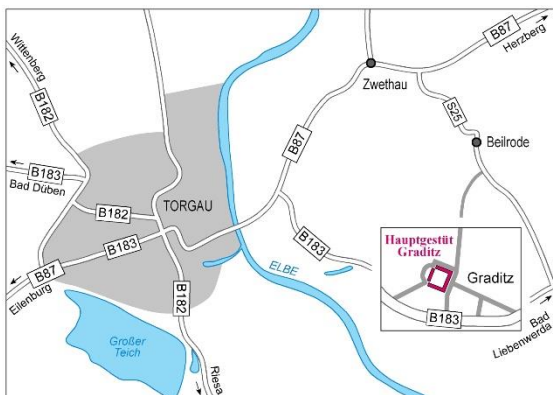 B87
Herzberg
Wittenberg
B182
Zwethau
S25
B87
Beilrode
B183
Bad Düben
B182
TORGAU
B183
B183
Hauptgestüt
Graditz
Graditz
B87
Eilenburg
ELBE
B182
Großer
Teich
B183
Bad
Liebenwerda
Riesa